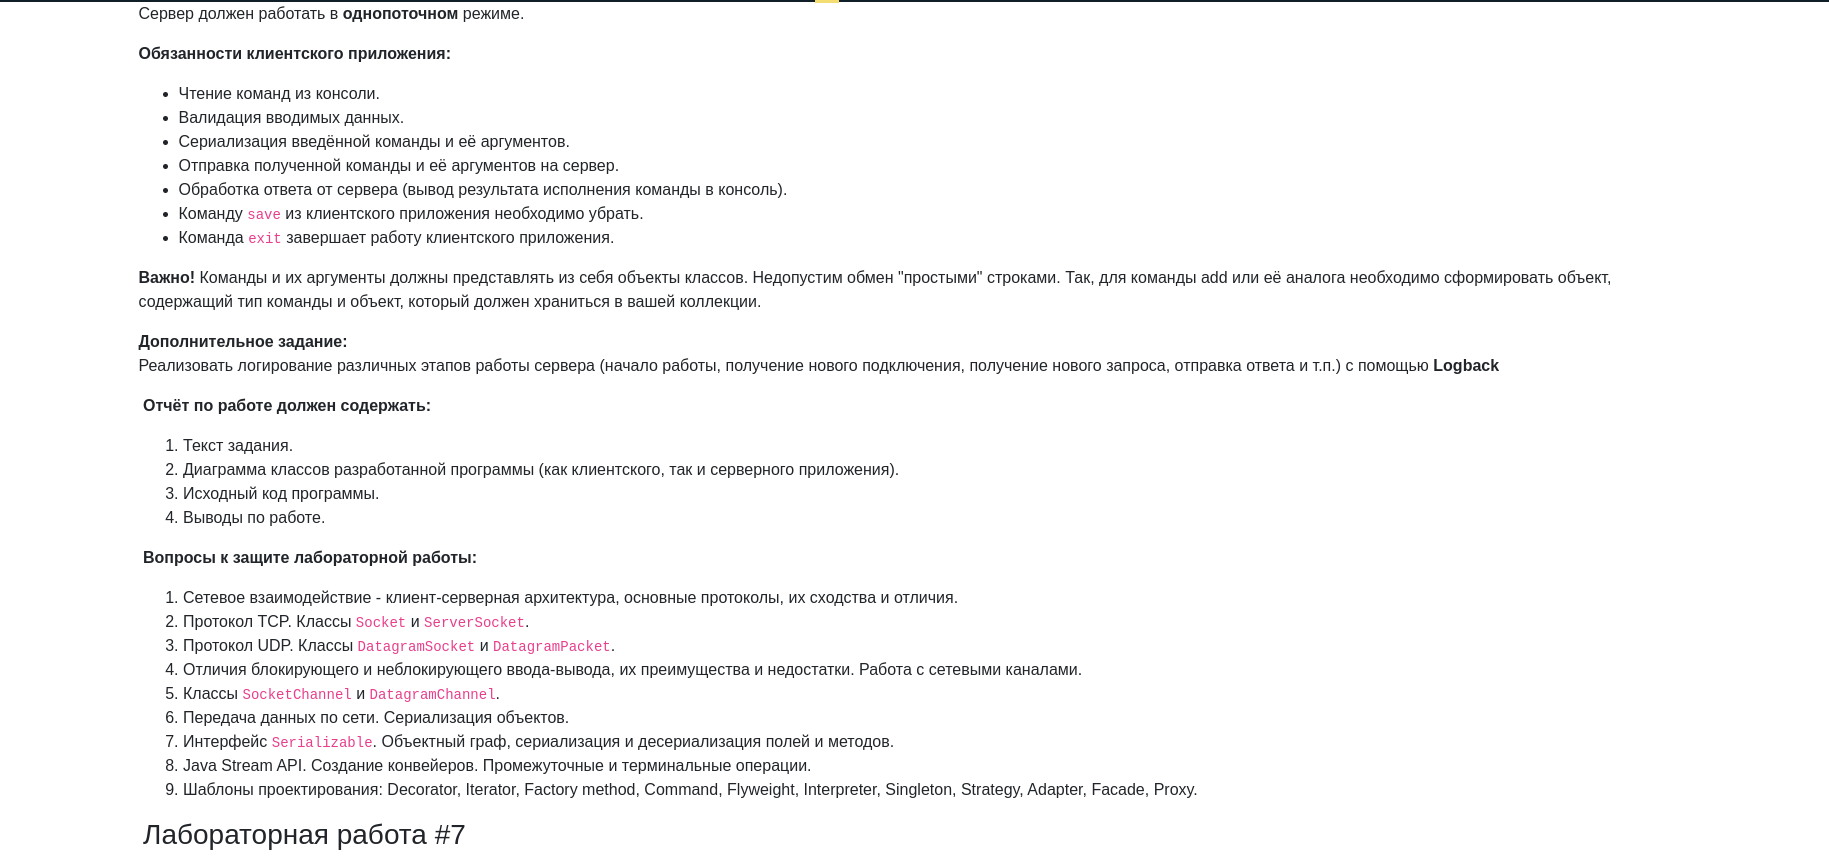 Сервер должен работать в однопоточном режиме.
Обязанности клиентского приложения:
• Чтение команд из консоли.
• Валидация вводимых данных.
• Сериализация введённой команды и её аргументов.
• Отправка полученной команды и её аргументов на сервер.
• Обработка ответа от сервера (вывод результата исполнения команды в консоль).
• Команду save из клиентского приложения необходимо убрать.
• Команда exit завершает работу клиентского приложения.
Важно! Команды и их аргументы должны представлять из себя объекты классов. Недопустим обмен "простыми" строками. Так, для команды add или её аналога необходимо сформировать объект,
содержащий тип команды и объект, который должен храниться в вашей коллекции.
Дополнительное задание:
Реализовать логирование различных этапов работы сервера (начало работы, получение нового подключения, получение нового запроса, отправка ответа и т.п.) с помощью Logback
Отчёт по работе должен содержать:
1. Текст задания.
2. Диаграмма классов разработанной программы (как клиентского, так и серверного приложения).
3. Исходный код программы.
4. Выводы по работе.
Вопросы к защите лабораторной работы:
1. Сетевое взаимодействие - клиент-серверная архитектура, основные протоколы, их сходства и отличия.
2. Протокол TCP. Классы Socket и ServerSocket.
3. Протокол UDP. Классы DatagramSocket и DatagramPacket.
4. Отличия блокирующего и неблокирующего ввода-вывода, их преимущества и недостатки. Работа с сетевыми каналами.
5. Классы SocketChannel и DatagramChannel.
6. Передача данных по сети. Сериализация объектов.
7. Интерфейс Serializable. Объектный граф, сериализация и десериализация полей и методов.
8. Java Stream API. Создание конвейеров. Промежуточные и терминальные операции.
9. Шаблоны проектирования: Decorator, Iterator, Factory method, Command, Flyweight, Interpreter, Singleton, Strategy, Adapter, Facade, Proxy.
Лабораторная работа #7